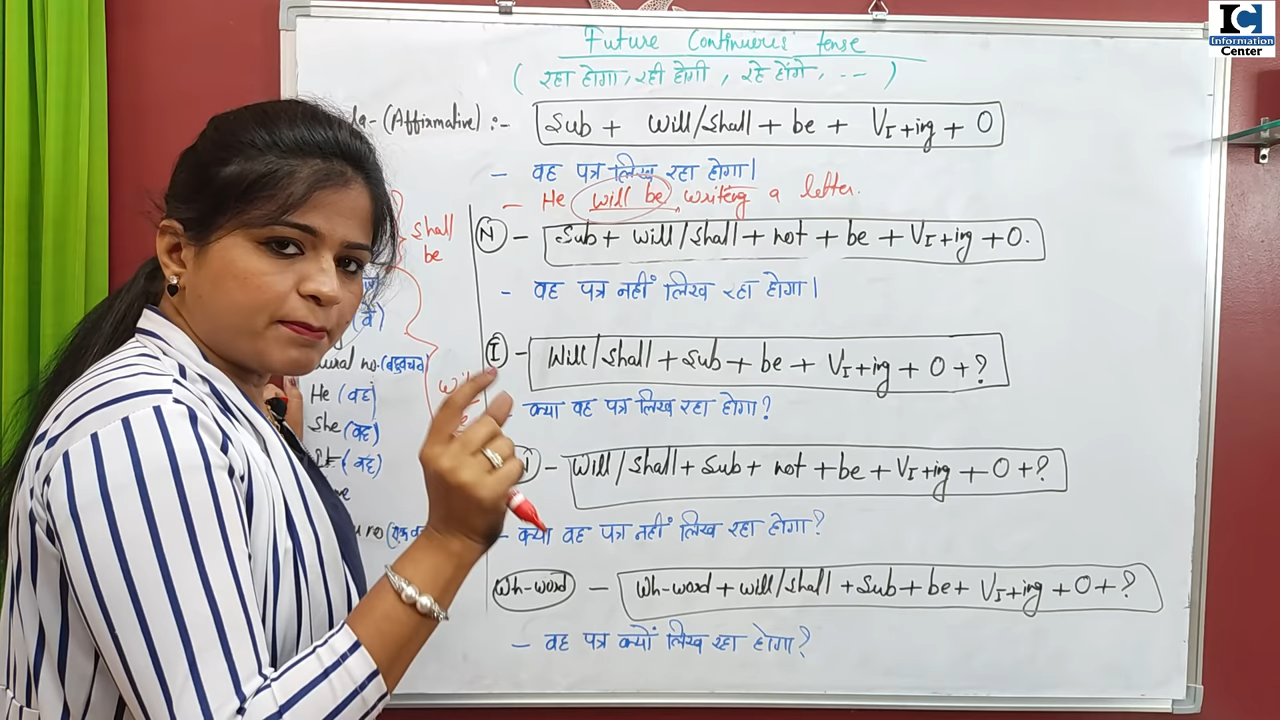 IC
Information
Center
Future Continuous tense
( रहा होगा, रही होगी, रहे होंगे, -- )
(Affirmative) :- Sub + Will/Shall + be + VI+ing + O
- वह पत्र लिख रहा होगा।
- He will be writing a letter.
shall
be
(N) - Sub + will/shall + not + be + VI+ing + O.
- वह पत्र नहीं लिख रहा होगा।
(वे)
(I) - Will/Shall + Sub + be + VI+ing + O + ?
no. (बहुवचन)
He (वह)
- क्या वह पत्र लिख रहा होगा?
She (वह)
It (वह)
- Will/Shall + Sub + not + be + VI+ing + O + ?
- क्या वह पत्र नहीं लिख रहा होगा?
Wh-word - Wh-word + will/shall + Sub + be + VI+ing + O + ?
- वह पत्र क्यों लिख रहा होगा?